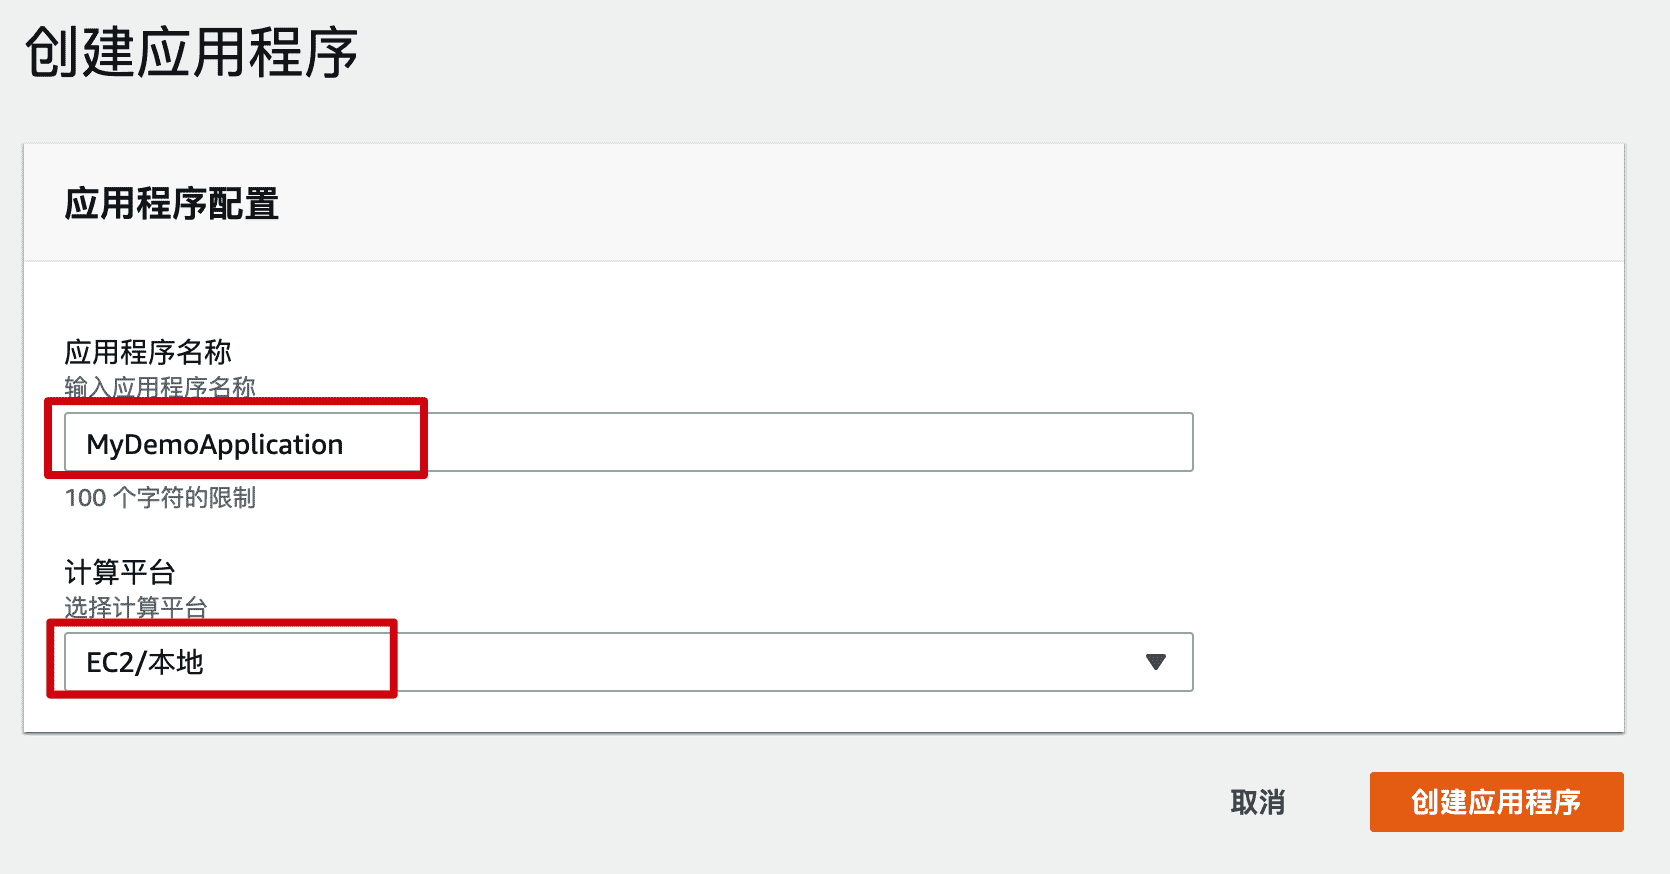 创建应用程序
应用程序配置
应用程序名称
输入应用程序名称
MyDemoApplication
100 个字符的限制
计算平台
选择计算平台
EC2/本地
取消
创建应用程序